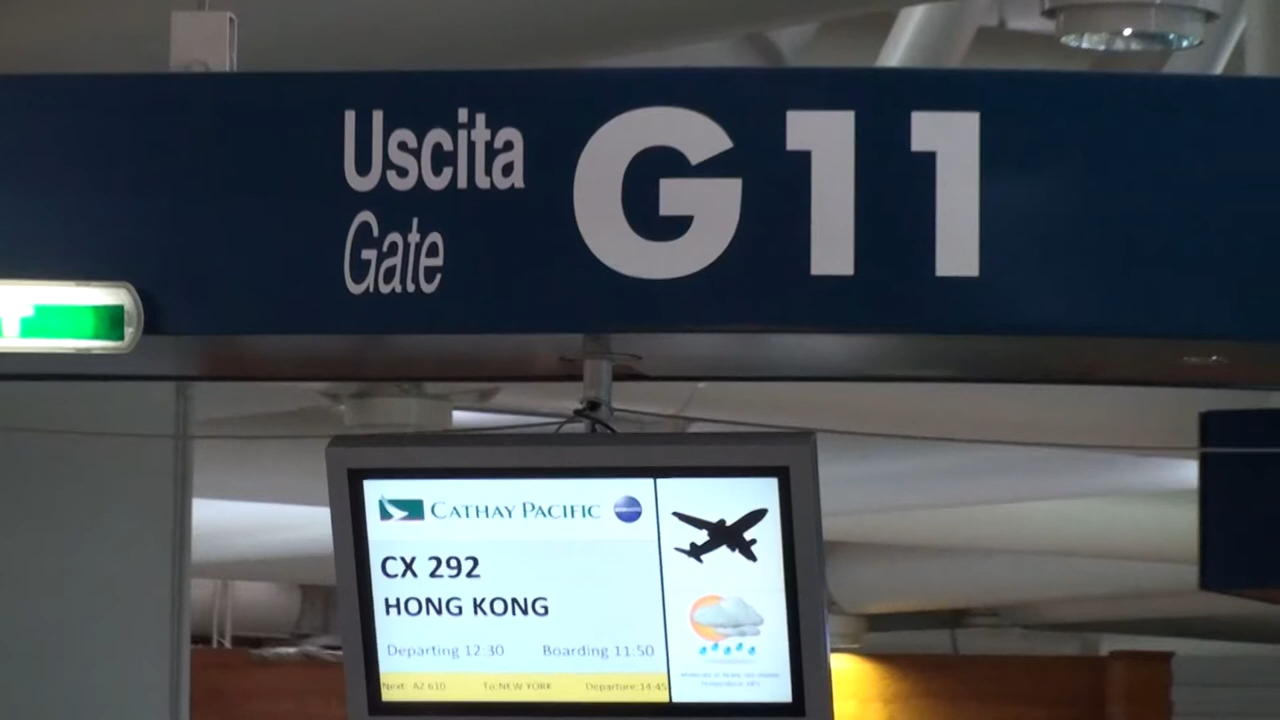 Uscita
Gate
G11
CATHAY PACIFIC
CX 292
HONG KONG
Departing 12:30 Boarding 11:50
Next: AZ 610 To:NEW YORK Departure:14:45